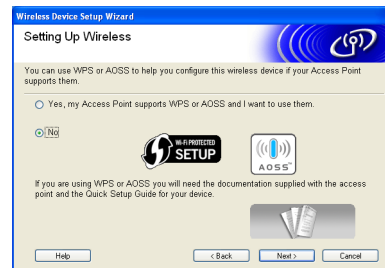 Wireless Device Setup Wizard
Setting Up Wireless
You can use WPS or AOSS to help you configure this wireless device if your Access Point
supports them.
Yes, my Access Point supports WPS or AOSS and I want to use them.
No
WI-FI PROTECTED
SETUP
AOSS™
If you are using WPS or AOSS you will need the documentation supplied with the access
point and the Quick Setup Guide for your device.
Help
< Back
Next >
Cancel